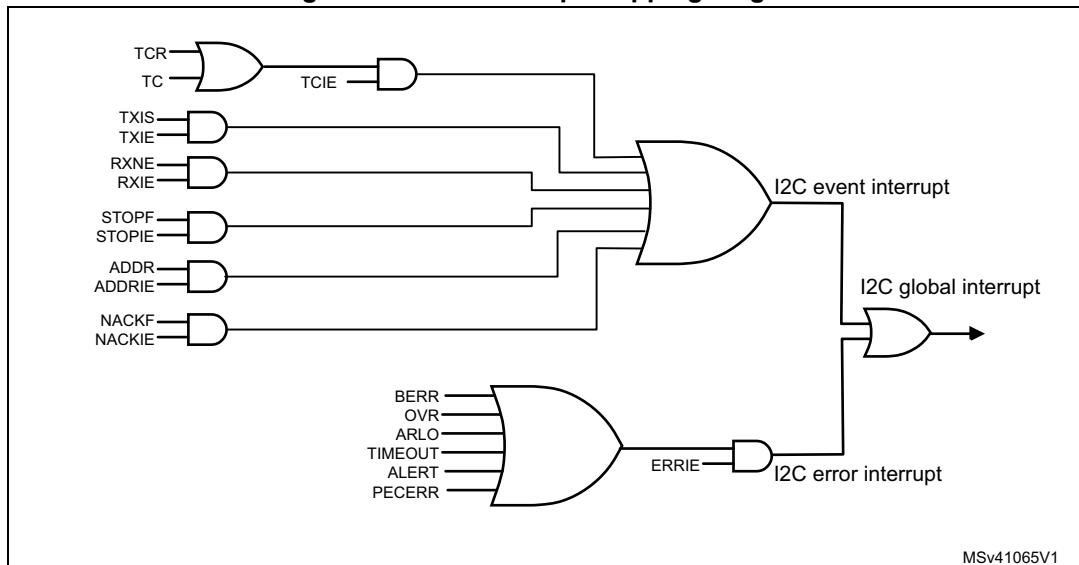 TCR
TC
TCIE
TXIS
TXIE
RXNE
RXIE
STOPF
STOPIE
ADDR
ADDRIE
NACKF
NACKIE
I2C event interrupt
I2C global interrupt
BERR
OVR
ARLO
TIMEOUT
ALERT
PECERR
ERRIE
I2C error interrupt
MSv41065V1